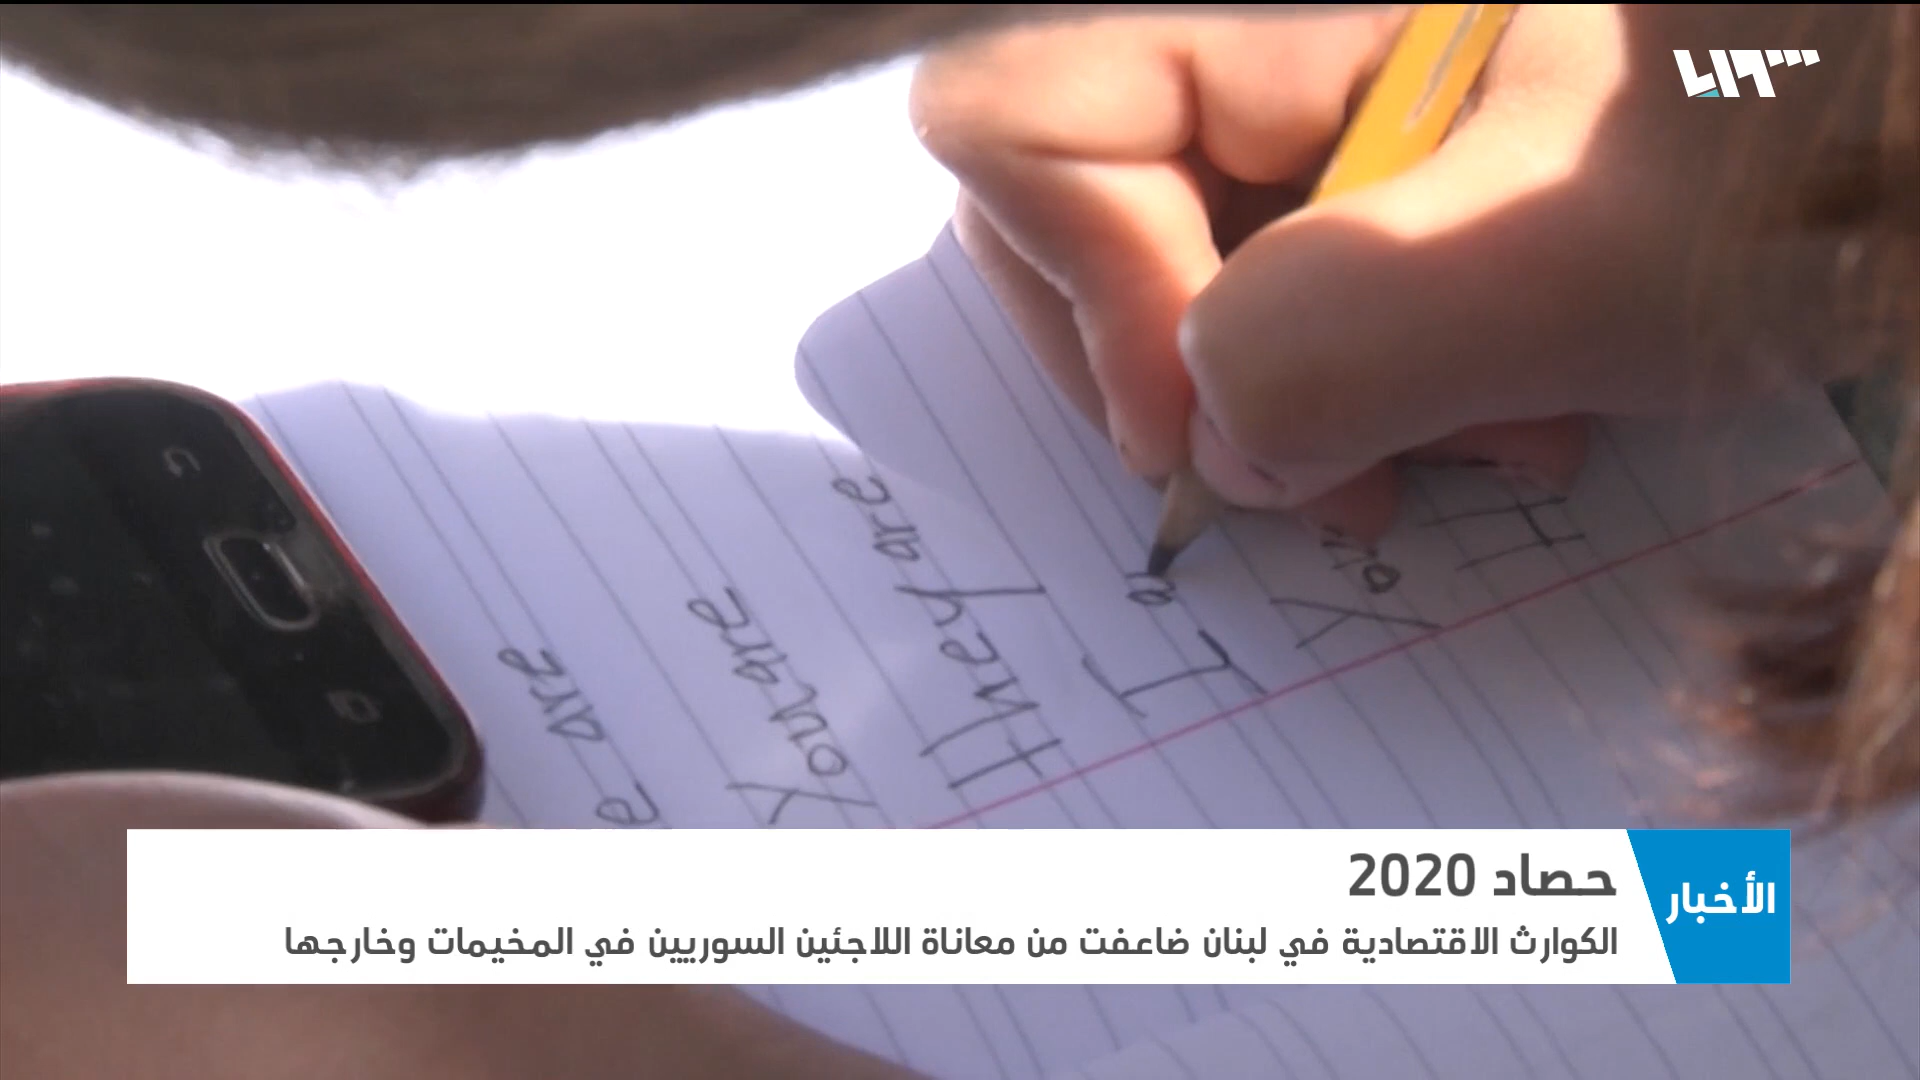 الأخبار
حصاد 2020
الكوارث الاقتصادية في لبنان ضاعفت من معاناة اللاجئين السوريين في المخيمات وخارجها
e are
You are
They are
I a
You
H